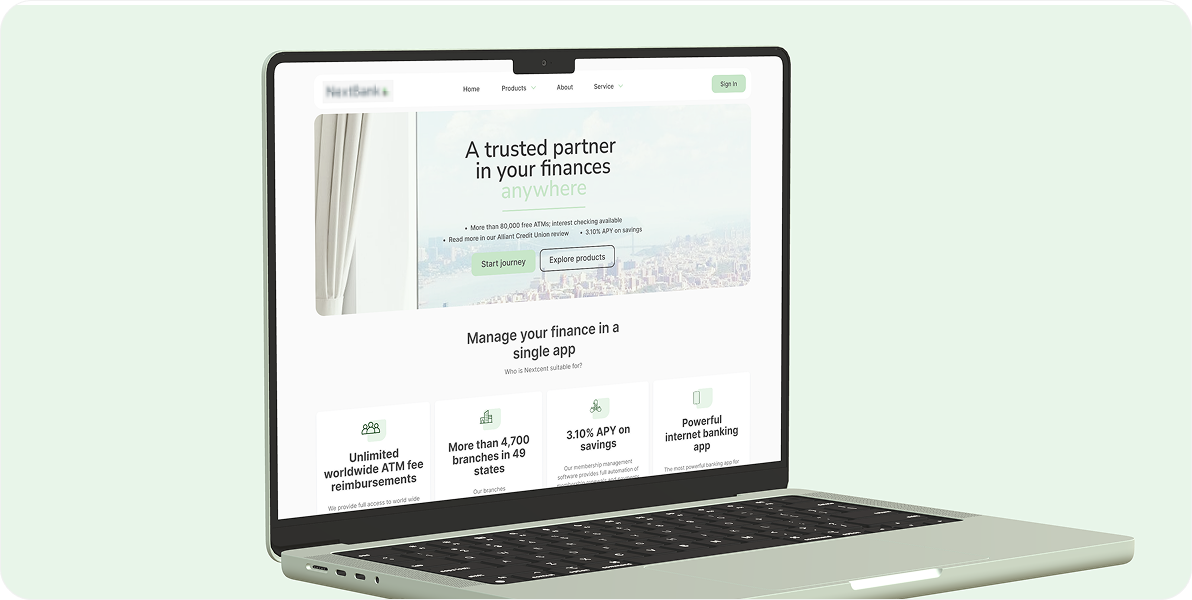 NextBank
Home
Products
About
Service
Sign In
A trusted partner
in your finances
anywhere
• More than 80,000 free ATMs; interest checking available
• Read more in our Alliant Credit Union review • 3.10% APY on savings
Start journey
Explore products
Manage your finance in a
single app
Who is Nextcent suitable for?
Unlimited
worldwide ATM fee
reimbursements
We provide full access to world wide
More than 4,700
branches in 49
states
Our branches
3.10% APY on
savings
Our membership management
software provides full automation of
Powerful
internet banking
app
The most powerful banking app for